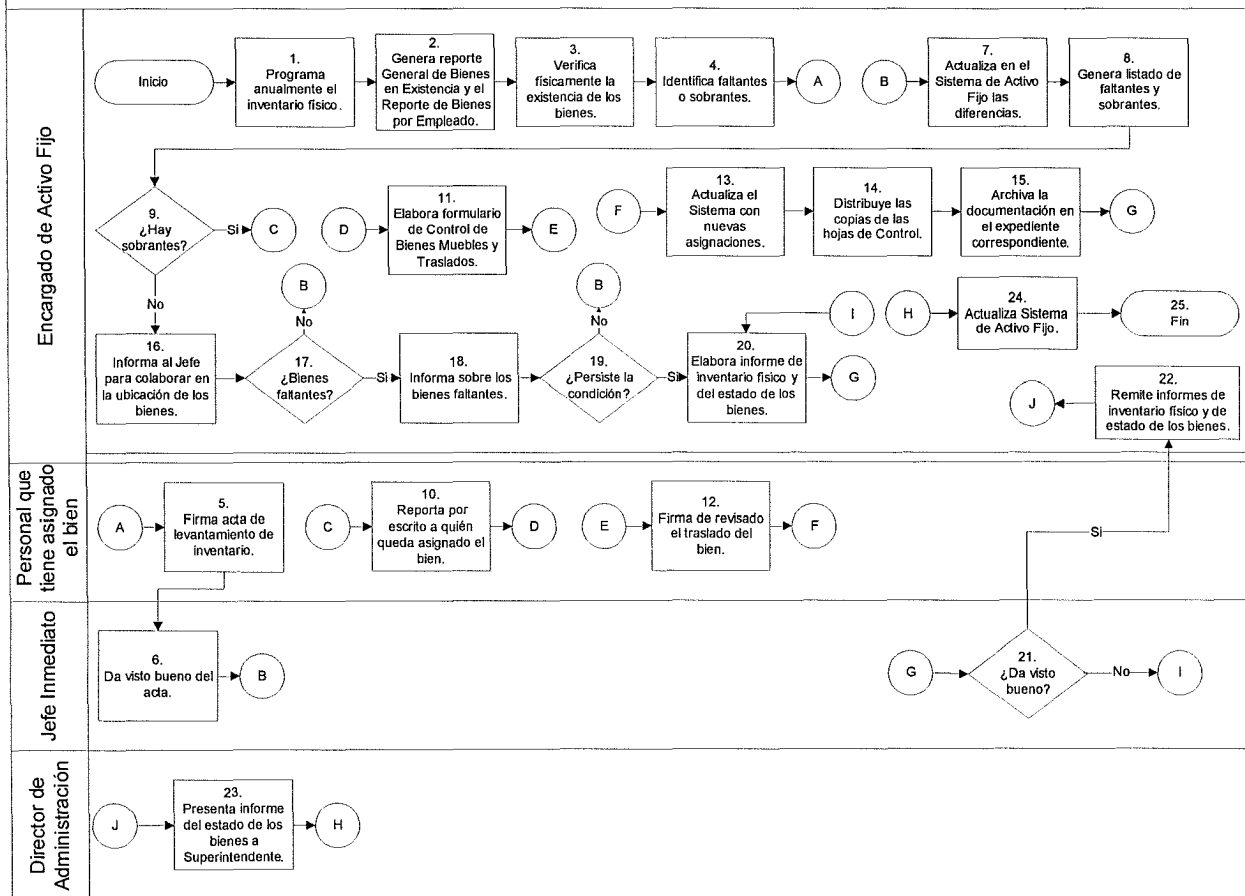 Encargado de Activo Fijo
Inicio
1.
Programa
anualmente el
inventario físico.
2.
Genera reporte
General de Bienes
en Existencia y el
Reporte de Bienes
por Empleado.
3.
Verifica
físicamente la
existencia de los
bienes.
4.
Identifica faltantes
o sobrantes.
A
B
7.
Actualiza en el
Sistema de Activo
Fijo las
diferencias.
8.
Genera listado de
faltantes y
sobrantes.
9.
¿Hay
sobrantes?
Si
C
D
11.
Elabora formulario
de Control de
Bienes Muebles y
Traslados.
E
F
13.
Actualiza el
Sistema con
nuevas
asignaciones.
14.
Distribuye las
copias de las
hojas de Control.
15.
Archiva la
documentación en
el expediente
correspondiente.
G
No
16.
Informa al Jefe
para colaborar en
la ubicación de los
bienes.
B
No
17.
¿Bienes
faltantes?
Si
18.
Informa sobre los
bienes faltantes.
B
No
19.
¿Persiste la
condición?
Si
I
20.
Elabora informe de
inventario físico y
del estado de los
bienes.
G
H
24.
Actualiza Sistema
de Activo Fijo.
25.
Fin
J
22.
Remite informes de
inventario físico y de
estado de los bienes.
Personal que
tiene asignado
el bien
A
5.
Firma acta de
levantamiento de
inventario.
C
10.
Reporta por
escrito a quién
queda asignado el
bien.
D
E
12.
Firma de revisado
el traslado del
bien.
F
Si
Jefe Inmediato
6.
Da visto bueno del
acta.
B
G
21.
¿Da visto
bueno?
No
I
Director de
Administración
J
23.
Presenta informe
del estado de los
bienes a
Superintendente.
H